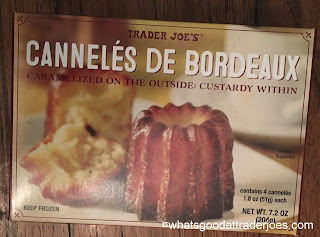 TRADER JOE'S®
CANNELÉS DE BORDEAUX
CARAMELIZED ON THE OUTSIDE: CUSTARDY WITHIN
contains 4 cannelés
1.8 oz (51g) each
KEEP FROZEN
NET WT. 7.2 OZ
(204g)
whatsgoodattraderjoes.com